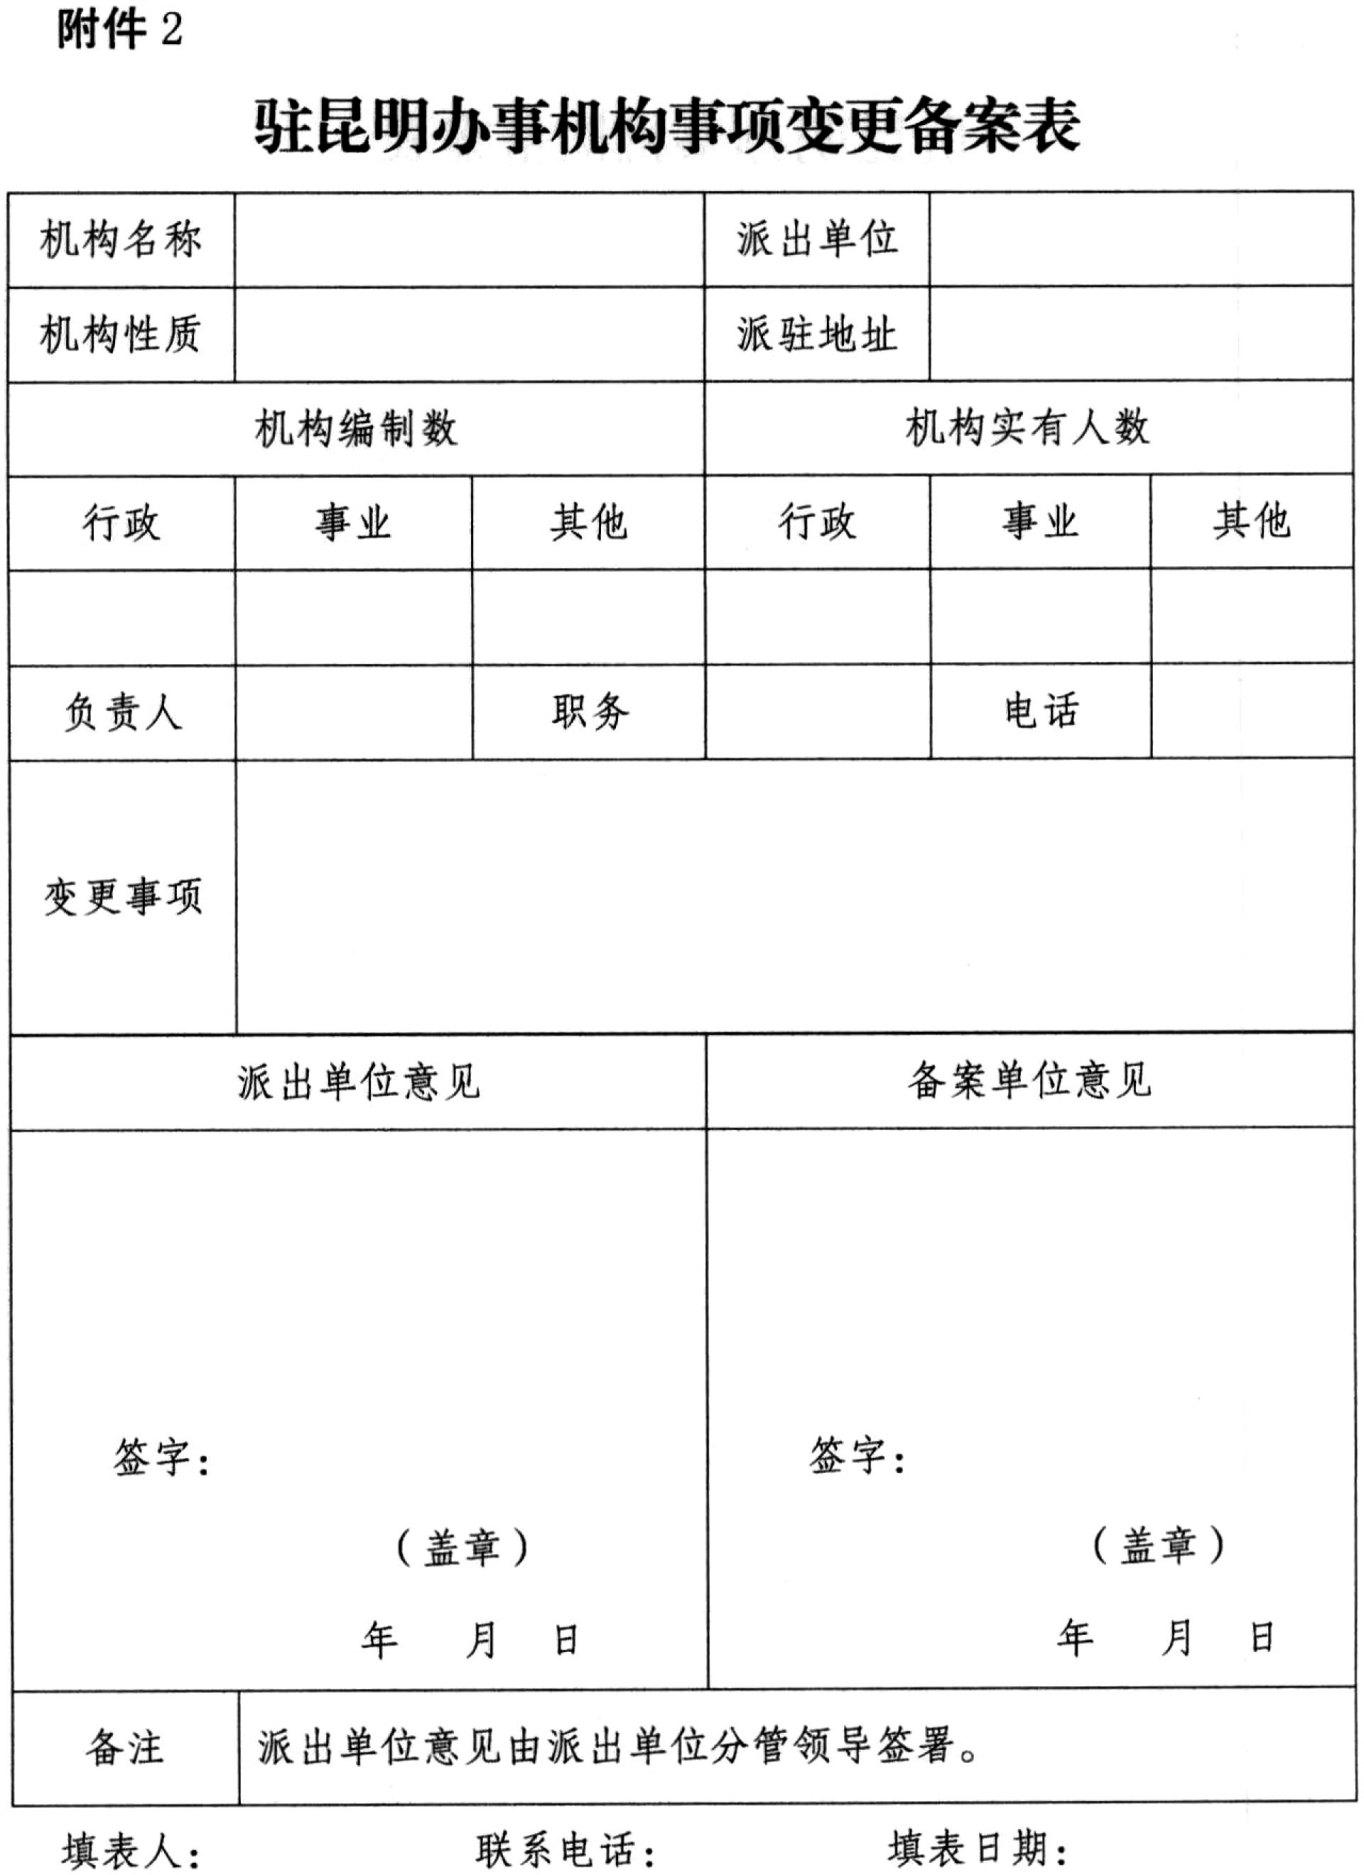 附件 2
驻昆明办事机构事项变更备案表
机构名称 派出单位
机构性质 派驻地址
机构编制数 机构实有人数
行政 事业 其他 行政 事业 其他
负责人 职务 电话
变更事项
派出单位意见 备案单位意见
签字： 签字：
（盖章） （盖章）
年 月 日 年 月 日
备注 派出单位意见由派出单位分管领导签署。
填表人： 联系电话： 填表日期：